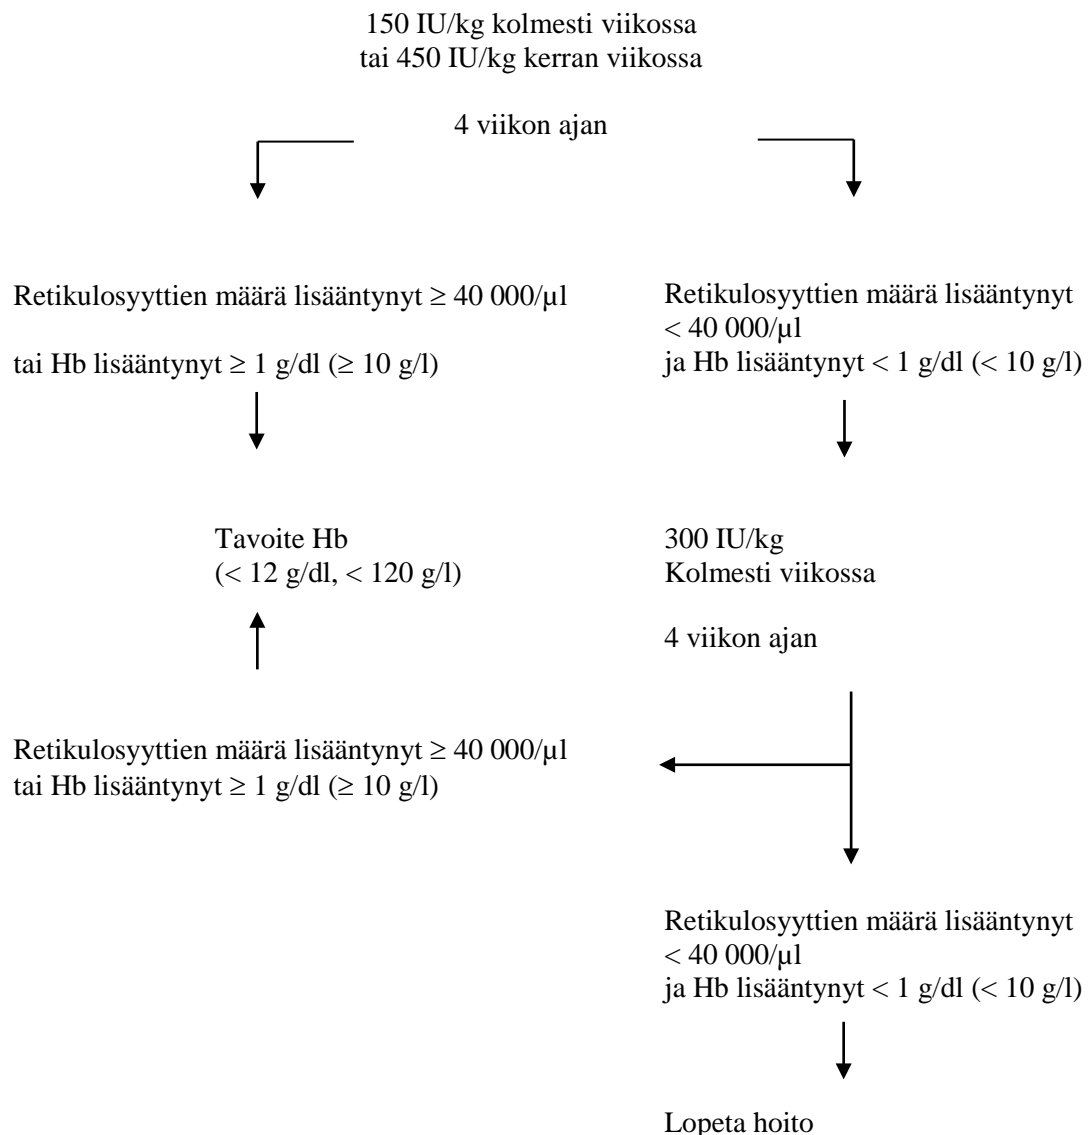 150 IU/kg kolmesti viikossa
tai 450 IU/kg kerran viikossa
4 viikon ajan
Retikulosyyttien määrä lisääntynyt ≥ 40 000/µl
tai Hb lisääntynyt ≥ 1 g/dl (≥ 10 g/l)
Retikulosyyttien määrä lisääntynyt
< 40 000/µl
ja Hb lisääntynyt < 1 g/dl (< 10 g/l)
Tavoite Hb
(< 12 g/dl, < 120 g/l)
300 IU/kg
Kolmesti viikossa
4 viikon ajan
Retikulosyyttien määrä lisääntynyt ≥ 40 000/µl
tai Hb lisääntynyt ≥ 1 g/dl (≥ 10 g/l)
Retikulosyyttien määrä lisääntynyt
< 40 000/µl
ja Hb lisääntynyt < 1 g/dl (< 10 g/l)
Lopeta hoito